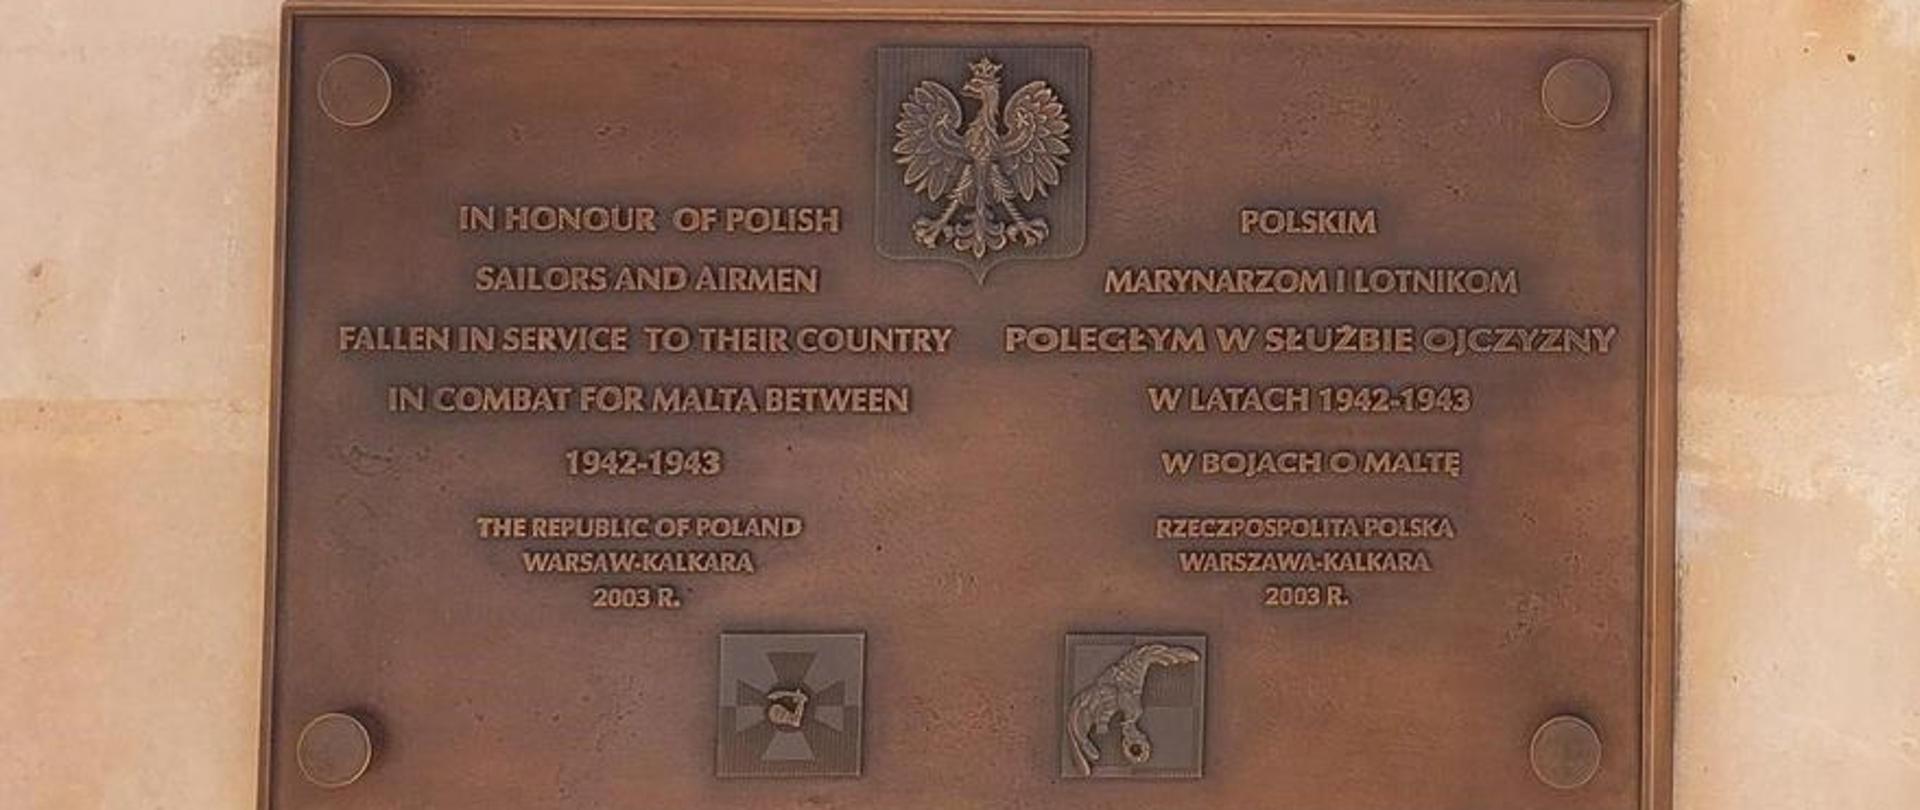 IN HONOUR OF POLISH
SAILORS AND AIRMEN
FALLEN IN SERVICE TO THEIR COUNTRY
IN COMBAT FOR MALTA BETWEEN
1942-1943
THE REPUBLIC OF POLAND
WARSAW-KALKARA
2003 R.
POLSKIM
MARYNARZOM I LOTNIKOM
POLEGŁYM W SŁUŻBIE OJCZYZNY
W LATACH 1942-1943
W BOJACH O MALTĘ
RZECZPOSPOLITA POLSKA
WARSZAWA-KALKARA
2003 R.